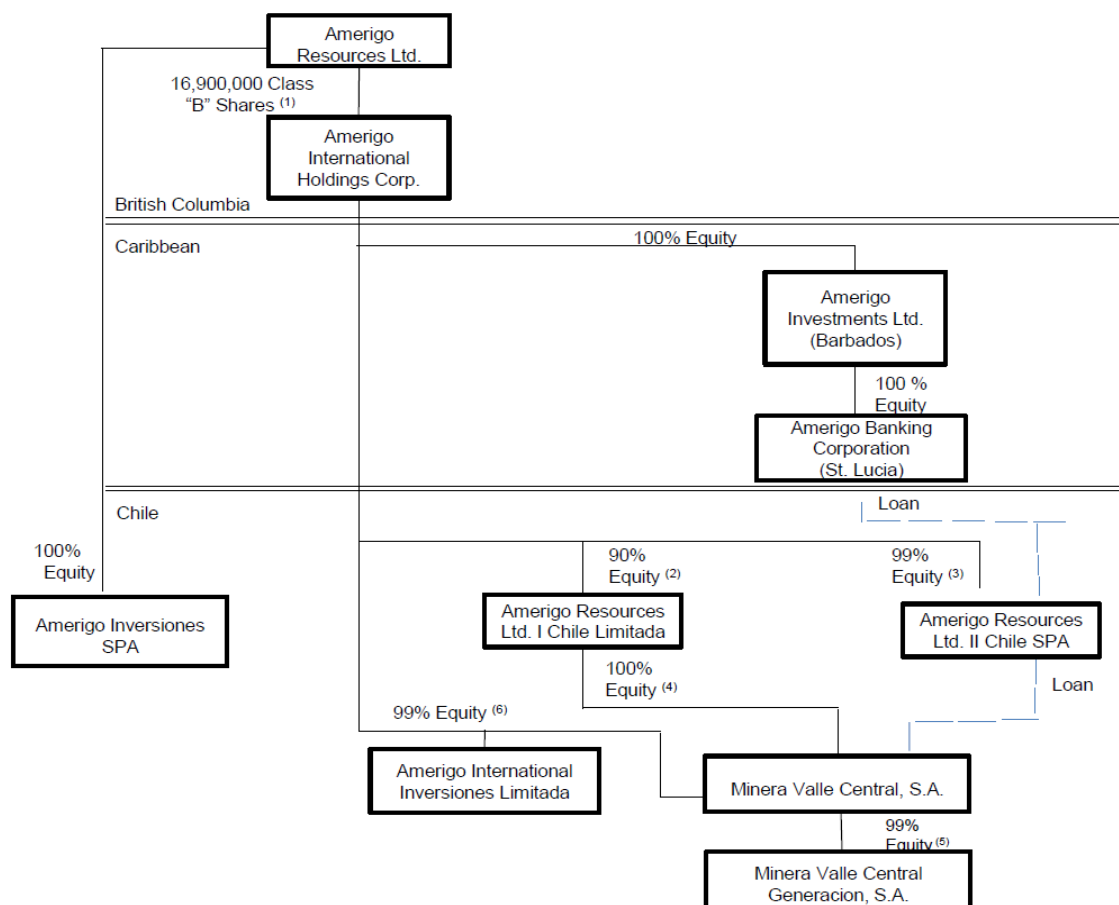 Amerigo
Resources Ltd.
16,900,000 Class
“B” Shares (1)
Amerigo
International
Holdings Corp.
British Columbia
Caribbean
100% Equity
Amerigo
Investments Ltd.
(Barbados)
100 %
Equity
Amerigo Banking
Corporation
(St. Lucia)
Chile
Loan
100%
Equity
90%
Equity (2)
99%
Equity (3)
Amerigo Inversiones
SPA
Amerigo Resources
Ltd. I Chile Limitada
Amerigo Resources
Ltd. II Chile SPA
100%
Equity (4)
Loan
99% Equity (6)
Amerigo International
Inversiones Limitada
Minera Valle Central, S.A.
99%
Equity (5)
Minera Valle Central
Generacion, S.A.